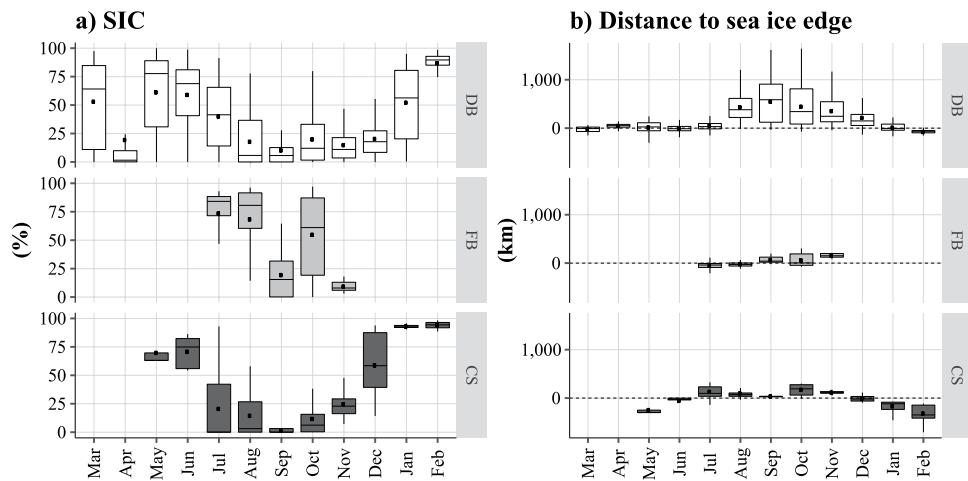 a) SIC
b) Distance to sea ice edge
100
75
50
25
0
DB
100
75
50
25
0
FB
100
75
50
25
0
CS
(%)
Mar Apr May Jun Jul Aug Sep Oct Nov Dec Jan Feb
1,000
0
DB
1,000
0
FB
1,000
0
CS
(km)
Mar Apr May Jun Jul Aug Sep Oct Nov Dec Jan Feb